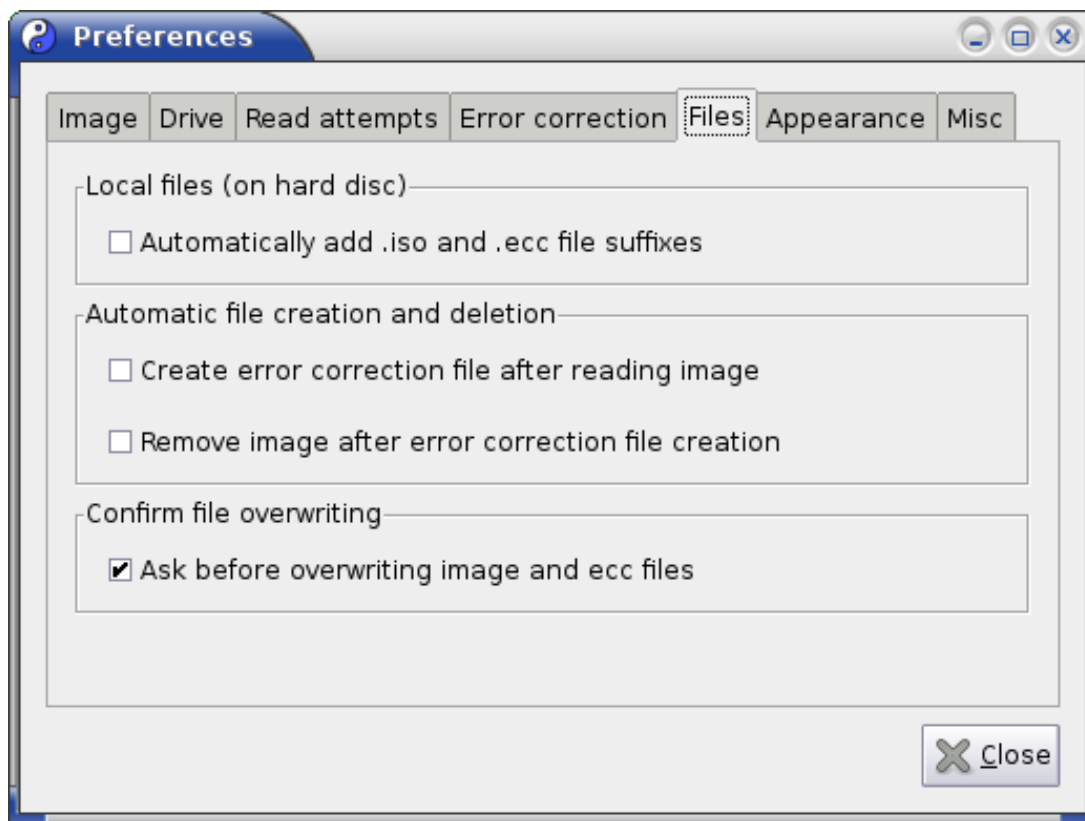 Preferences
Image Drive Read attempts Error correction Files Appearance Misc
Local files (on hard disc)
Automatically add .iso and .ecc file suffixes
Automatic file creation and deletion
Create error correction file after reading image
Remove image after error correction file creation
Confirm file overwriting
Ask before overwriting image and ecc files
Close